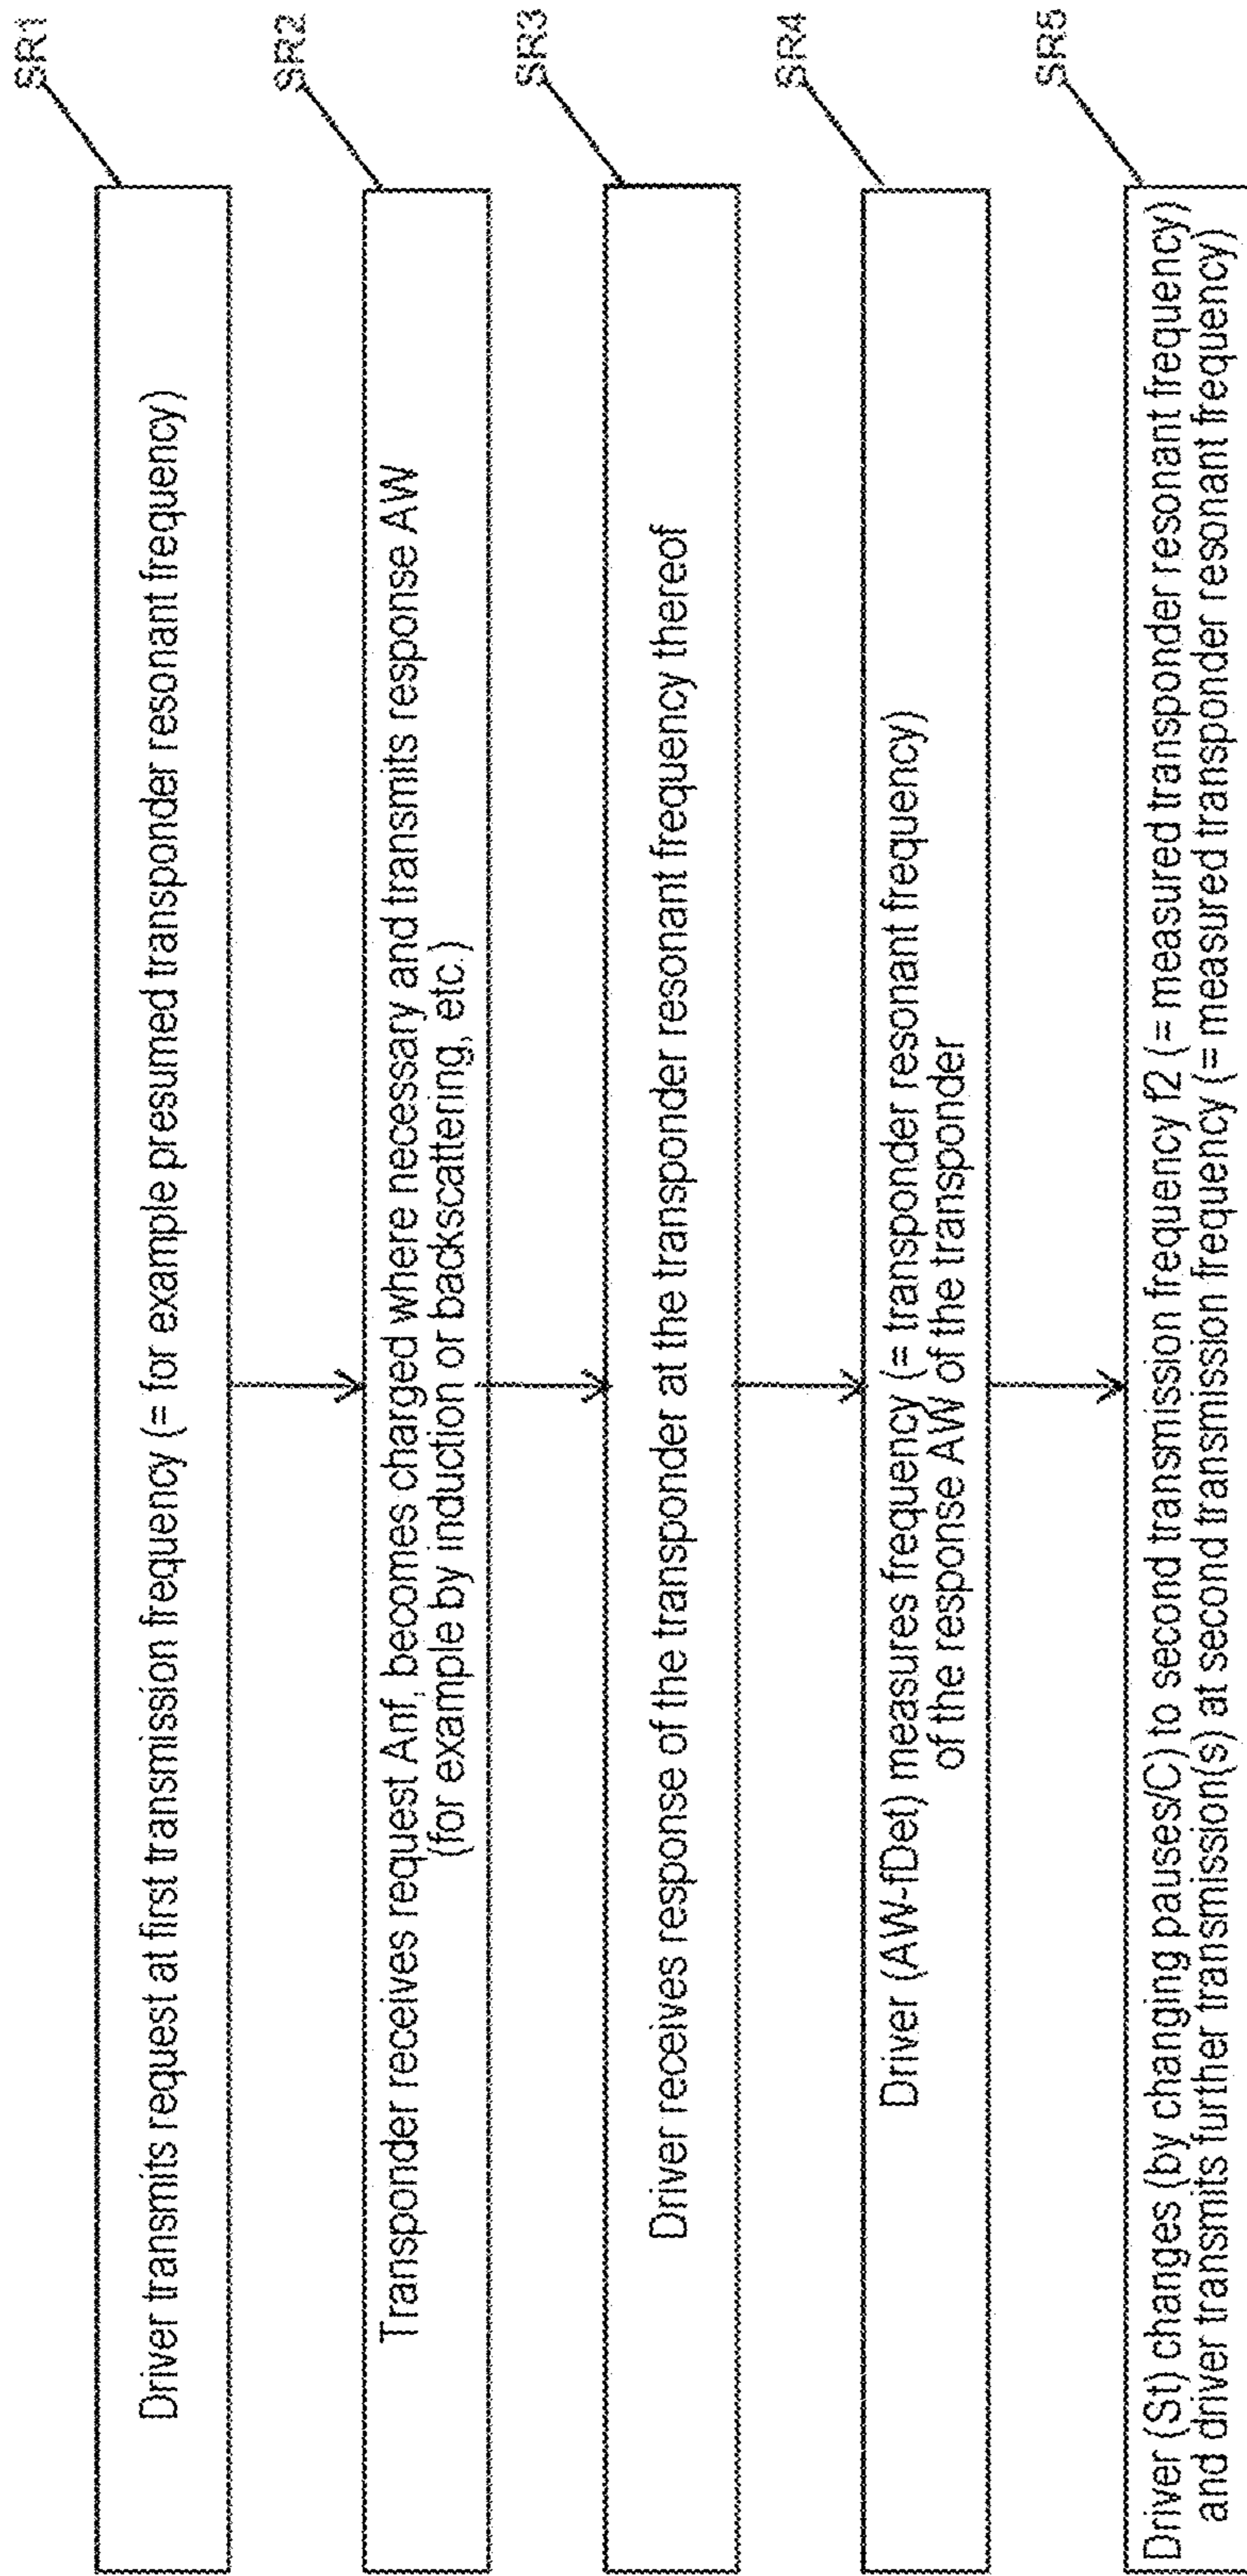 SR1
Driver transmits request at first transmission frequency (= for example presumed transponder resonant frequency)
SR2
Transponder receives request Anf, becomes charged where necessary and transmits response AW
(for example by induction or backscattering, etc.)
SR3
Driver receives response of the transponder at the transponder resonant frequency thereof
SR4
Driver (AW-fDet) measures frequency (= transponder resonant frequency)
of the response AW of the transponder
SR5
Driver (St) changes (by changing pauses/C) to second transmission frequency f2 (= measured transponder resonant frequency)
and driver transmits further transmission(s) at second transmission frequency (= measured transponder resonant frequency)